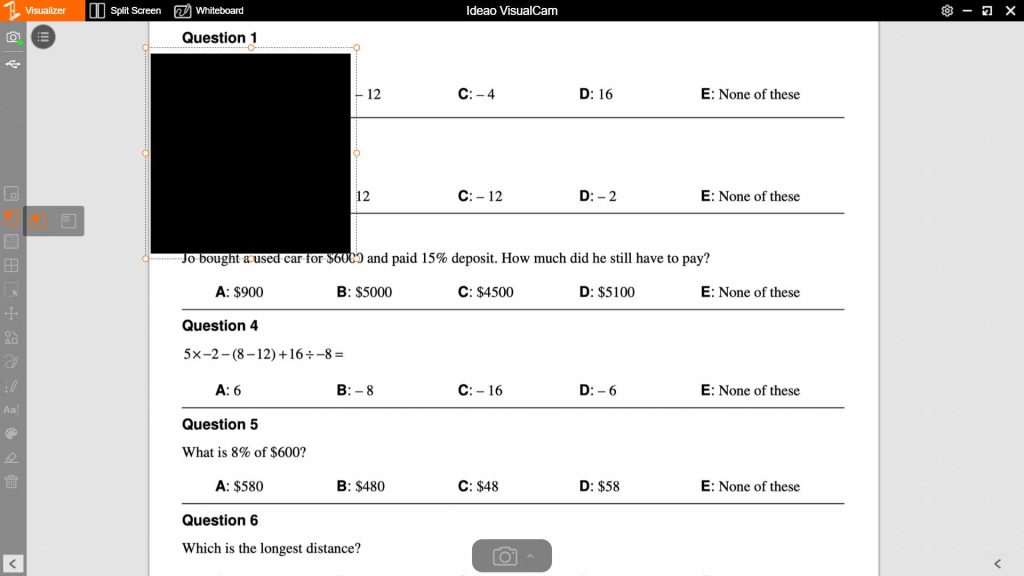 Visualizer Split Screen Whiteboard Ideao VisualCam
Question 1
– 12 C: – 4 D: 16 E: None of these
12 C: – 12 D: – 2 E: None of these
Jo bought a used car for $6000 and paid 15% deposit. How much did he still have to pay?
A: $900 B: $5000 C: $4500 D: $5100 E: None of these
Question 4
5×–2–(8–12)+16÷–8=
A: 6 B: – 8 C: – 16 D: – 6 E: None of these
Question 5
What is 8% of $600?
A: $580 B: $480 C: $48 D: $58 E: None of these
Question 6
Which is the longest distance?
Aa